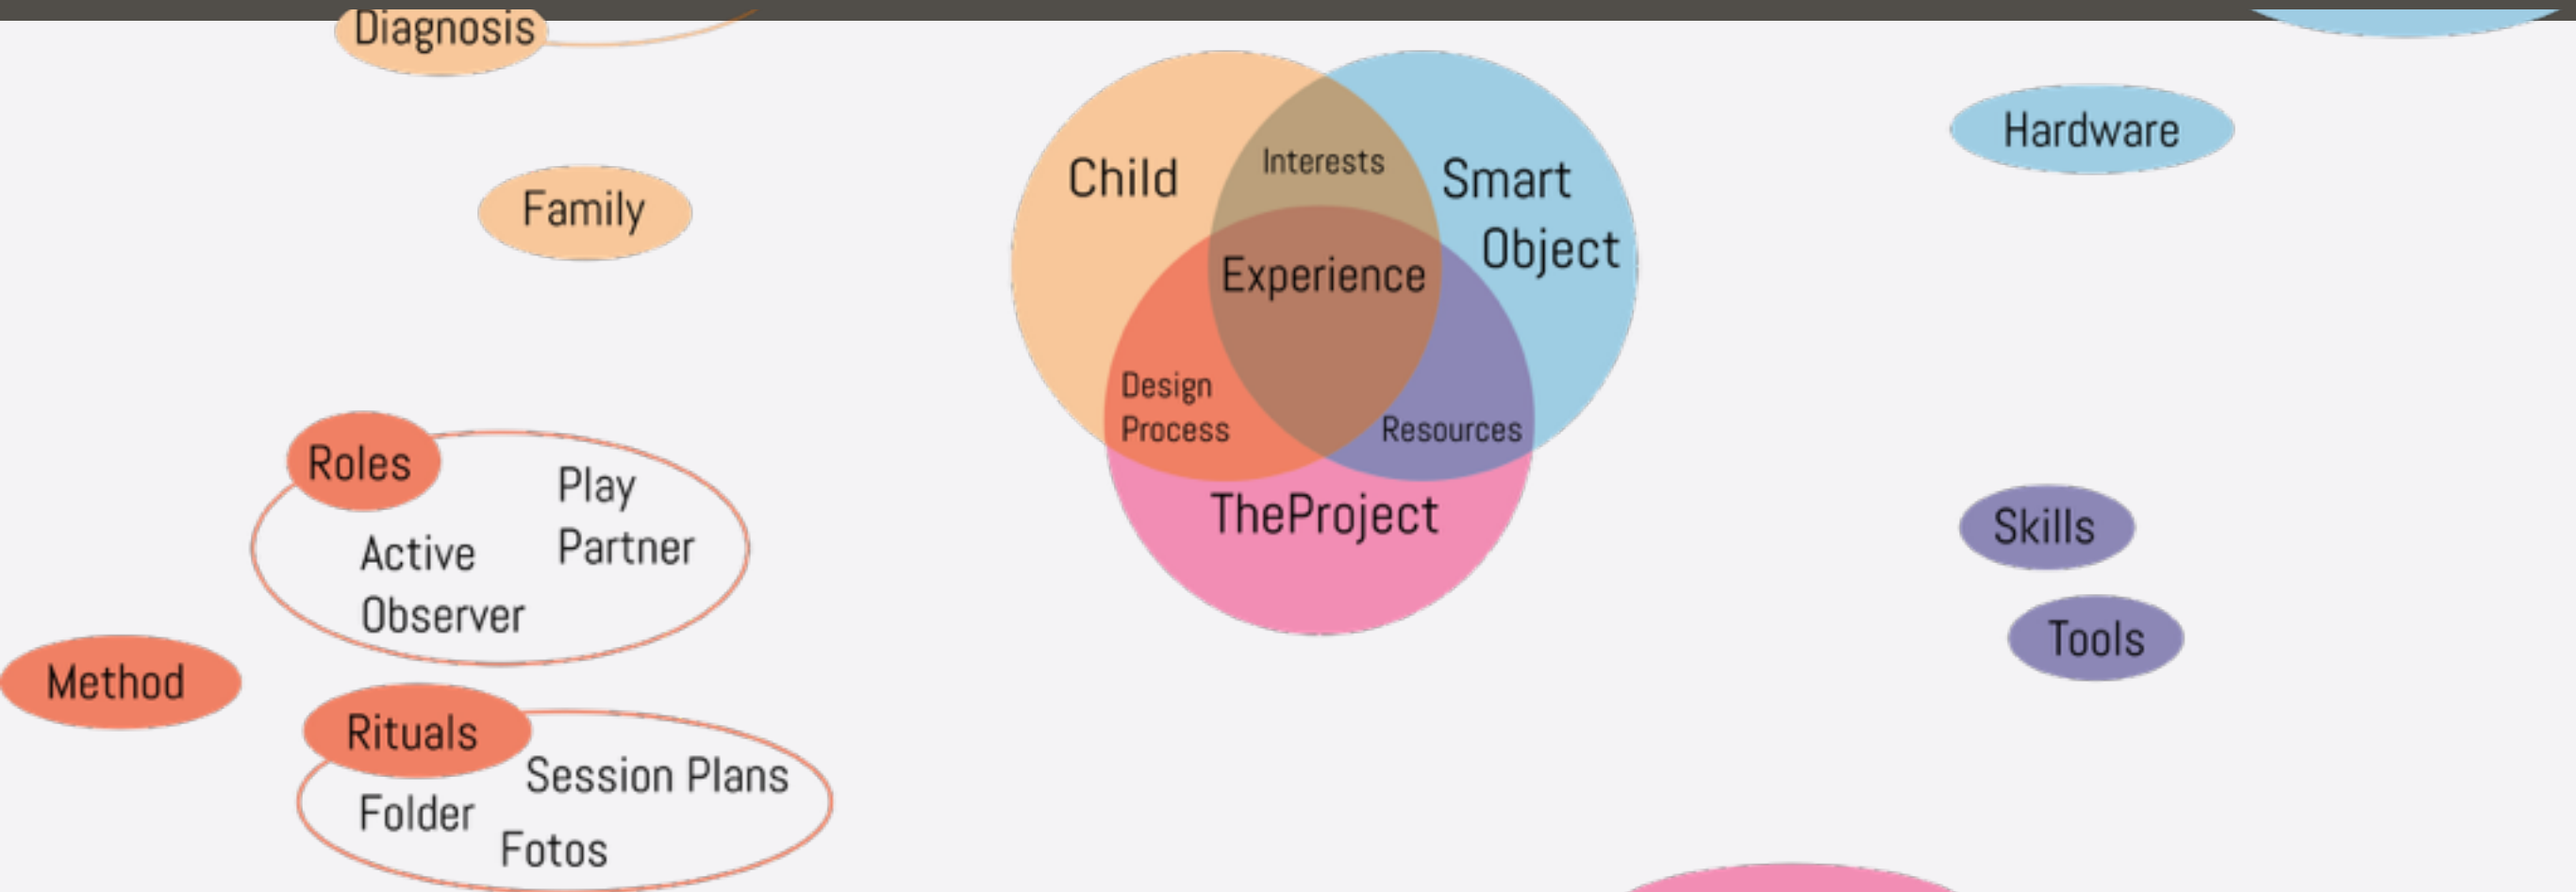 Diagnosis
Family
Child
Interests
Smart
Object
Experience
Design
Process
Resources
TheProject
Hardware
Roles
Play
Partner
Active
Observer
Method
Rituals
Session Plans
Folder
Fotos
Skills
Tools